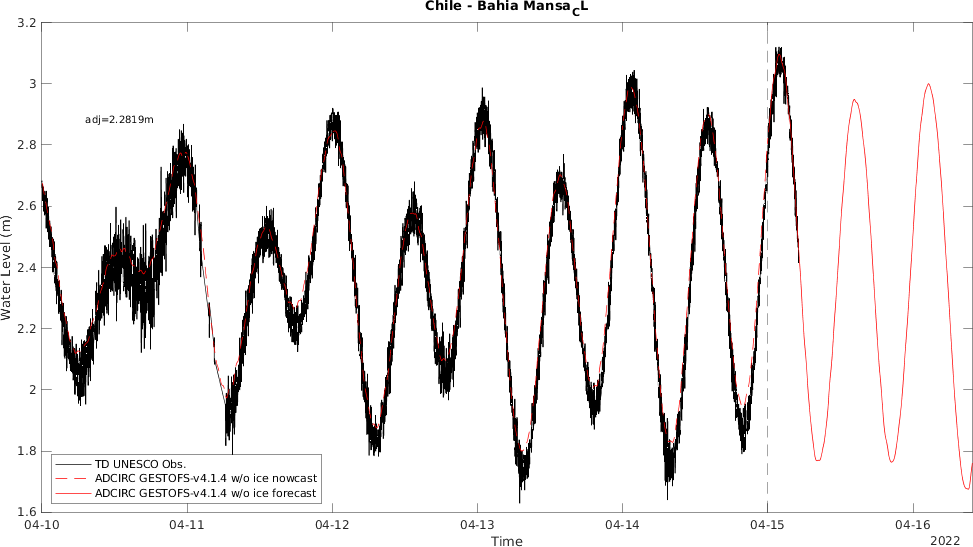 Chile - Bahia Mansa_CL
3.2
3
2.8
2.6
2.4
2.2
2
1.8
1.6
Water Level (m)
adj=2.2819m
TD UNESCO Obs.
ADCIRC GESTOFS-v4.1.4 w/o ice nowcast
ADCIRC GESTOFS-v4.1.4 w/o ice forecast
04-10 04-11 04-12 04-13 04-14 04-15 04-16
Time
2022